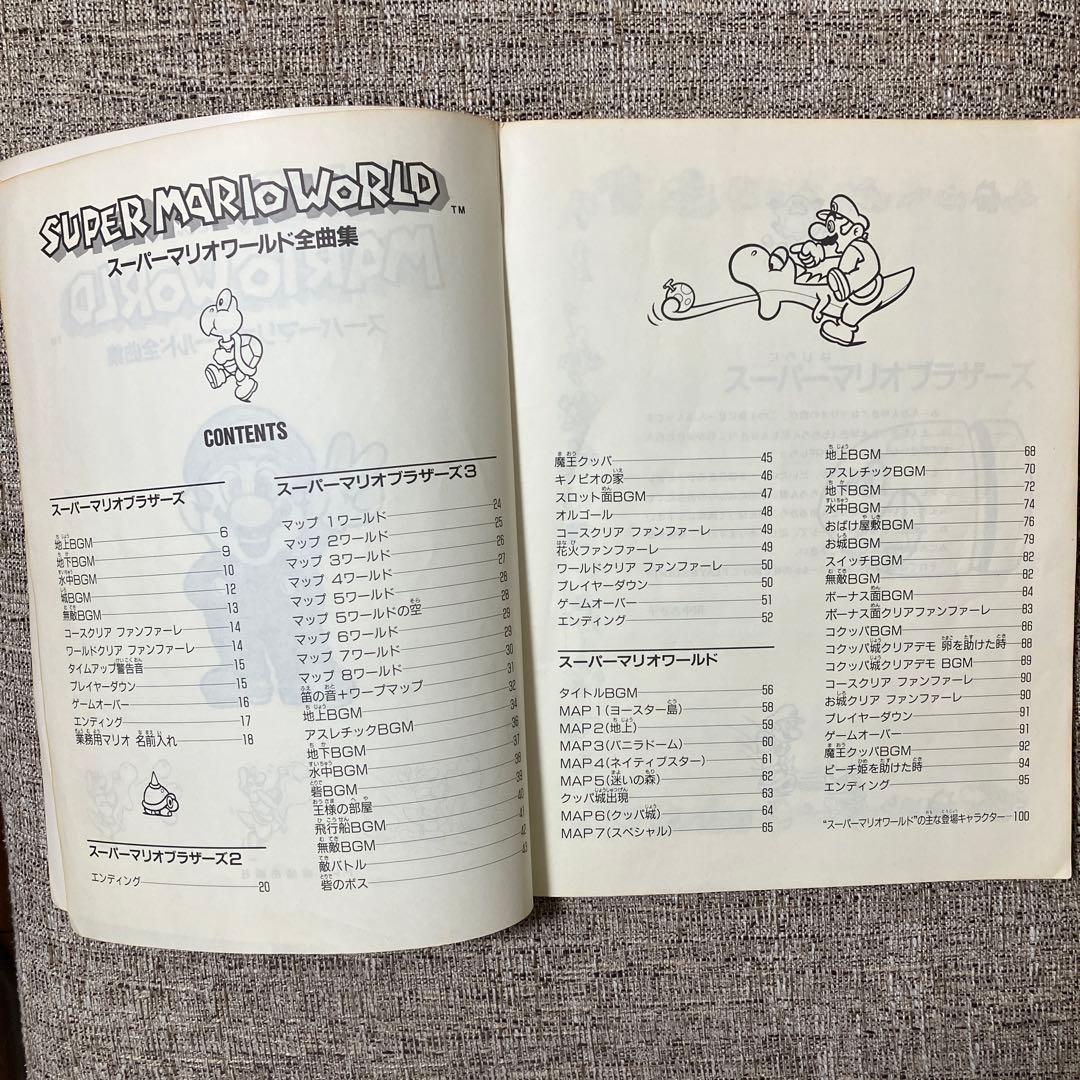 SUPER MARIO WORLD TM
スーパーマリオワールド全曲集
CONTENTS
スーパーマリオブラザーズ
地上BGM 6
地下BGM 9
水中BGM 10
城BGM 12
無敵BGM 13
コースクリア ファンファーレ 14
ワールドクリア ファンファーレ 14
タイムアップ警告音 15
プレイヤーダウン 15
ゲームオーバー 16
エンディング 17
業務用マリオ 名前入れ 18
スーパーマリオブラザーズ2
エンディング 20
スーパーマリオブラザーズ3
マップ 1ワールド 24
マップ 2ワールド 25
マップ 3ワールド 26
マップ 4ワールド 27
マップ 5ワールド 28
マップ 5ワールドの空 28
マップ 6ワールド 29
マップ 7ワールド 29
マップ 8ワールド 30
笛の音+ワープマップ 31
地上BGM 32
アスレチックBGM 34
地下BGM 36
水中BGM 37
砦BGM 38
王様の部屋 39
飛行船BGM 40
無敵BGM 41
敵バトル 42
砦のボス 43
魔王クッパ 45
キノピオの家 46
スロット面BGM 47
オルゴール 48
コースクリア ファンファーレ 49
花火ファンファーレ 49
ワールドクリア ファンファーレ 50
プレイヤーダウン 50
ゲームオーバー 51
エンディング 52
スーパーマリオワールド
タイトルBGM 56
MAP1(ヨースター島) 58
MAP2(地上) 59
MAP3(バニラドーム) 60
MAP4(ネイティブスター) 61
MAP5(迷いの森) 62
クッパ城出現 63
MAP6(クッパ城) 64
MAP7(スペシャル) 65
地上BGM 68
アスレチックBGM 70
地下BGM 72
水中BGM 74
おばけ屋敷BGM 76
お城BGM 79
スイッチBGM 82
無敵BGM 82
ボーナス面BGM 84
ボーナス面クリアファンファーレ 83
コクッパBGM 86
コクッパ城クリアデモ 卵を助けた時 88
コクッパ城クリアデモ BGM 89
コースクリア ファンファーレ 90
お城クリア ファンファーレ 90
プレイヤーダウン 91
ゲームオーバー 91
魔王クッパBGM 92
ピーチ姫を助けた時 94
エンディング 95
“スーパーマリオワールド”の主な登場キャラクター 100